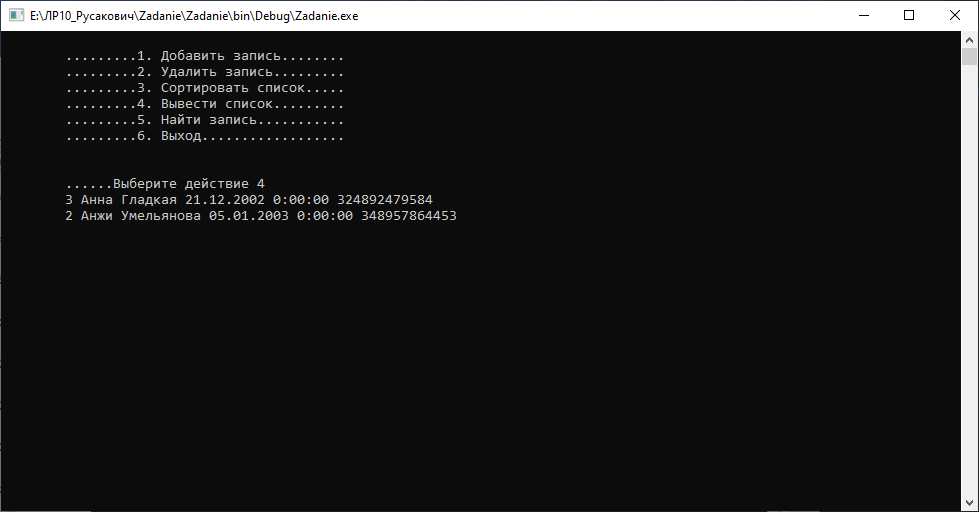 E:\ЛР10_Русакович\Zadanie\Zadanie\bin\Debug\Zadanie.exe
.........1. Добавить запись........
.........2. Удалить запись.........
.........3. Сортировать список.....
.........4. Вывести список.........
.........5. Найти запись...........
.........6. Выход..................
......Выберите действие 4
3 Анна Гладкая 21.12.2002 0:00:00 324892479584
2 Анжи Умельянова 05.01.2003 0:00:00 348957864453